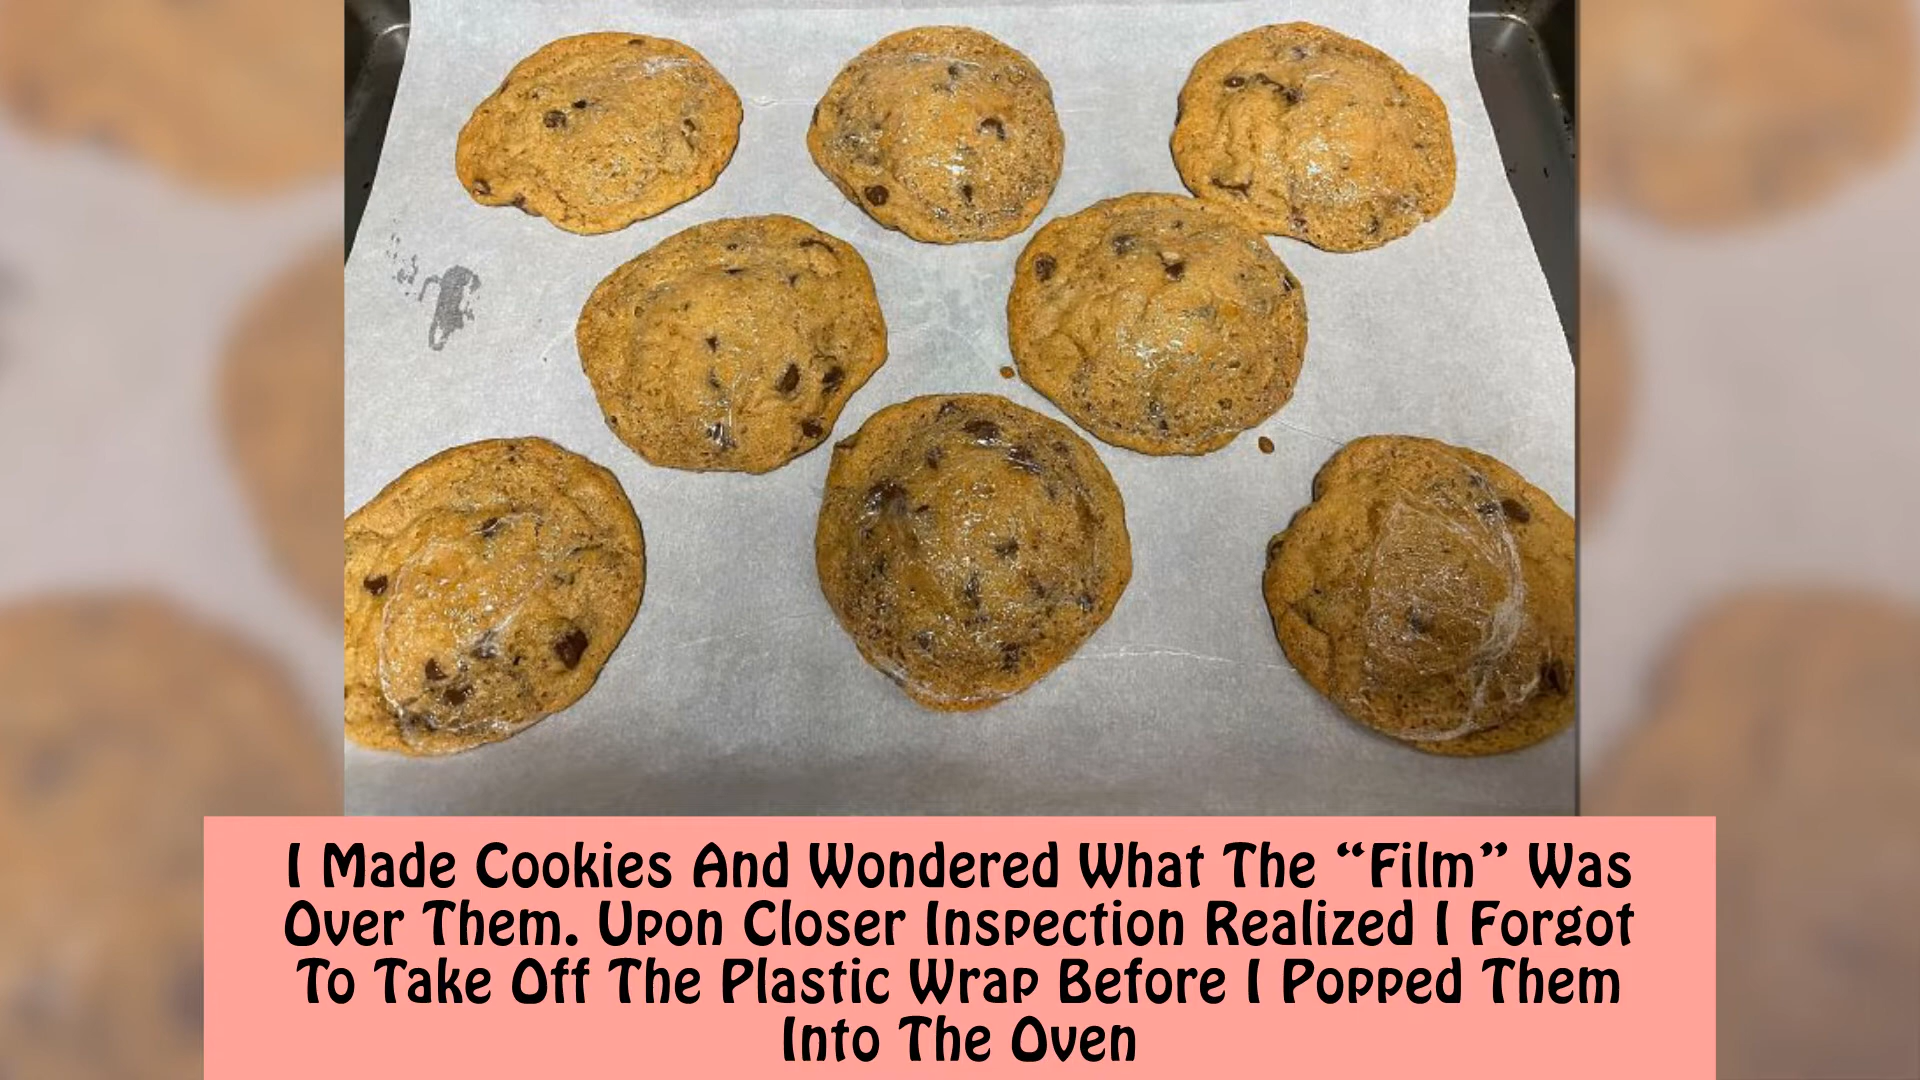 I Made Cookies And Wondered What The “Film” Was
Over Them. Upon Closer Inspection Realized I Forgot
To Take Off The Plastic Wrap Before I Popped Them
Into The Oven